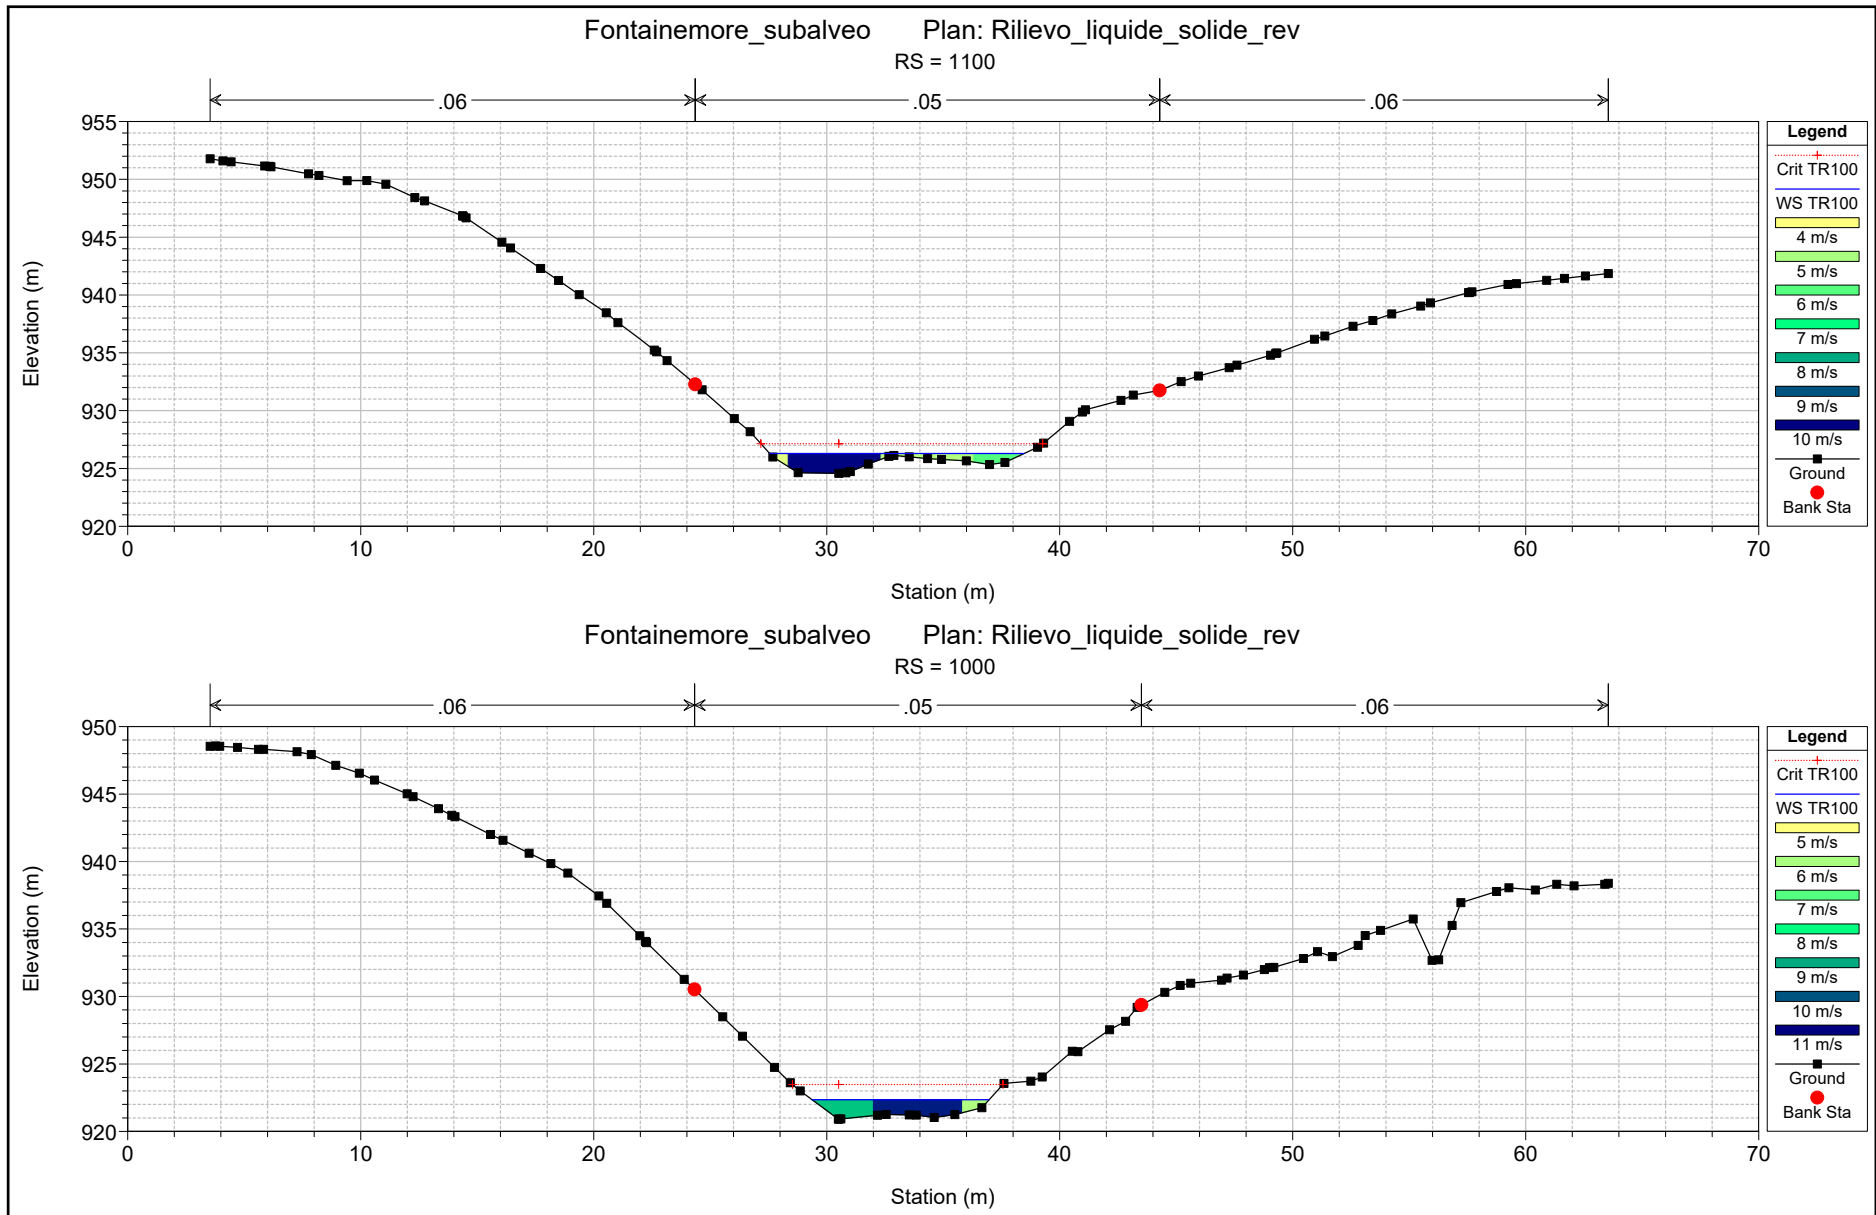 Fontainemore_subalveo Plan: Rilievo_liquide_solide_rev
RS = 1100
.06 .05 .06
955
950
945
940
935
930
925
920
Elevation (m)
0 10 20 30 40 50 60 70
Station (m)
Legend
Crit TR100
WS TR100
4 m/s
5 m/s
6 m/s
7 m/s
8 m/s
9 m/s
10 m/s
Ground
Bank Sta
Fontainemore_subalveo Plan: Rilievo_liquide_solide_rev
RS = 1000
.06 .05 .06
950
945
940
935
930
925
920
Elevation (m)
0 10 20 30 40 50 60 70
Station (m)
Legend
Crit TR100
WS TR100
5 m/s
6 m/s
7 m/s
8 m/s
9 m/s
10 m/s
11 m/s
Ground
Bank Sta